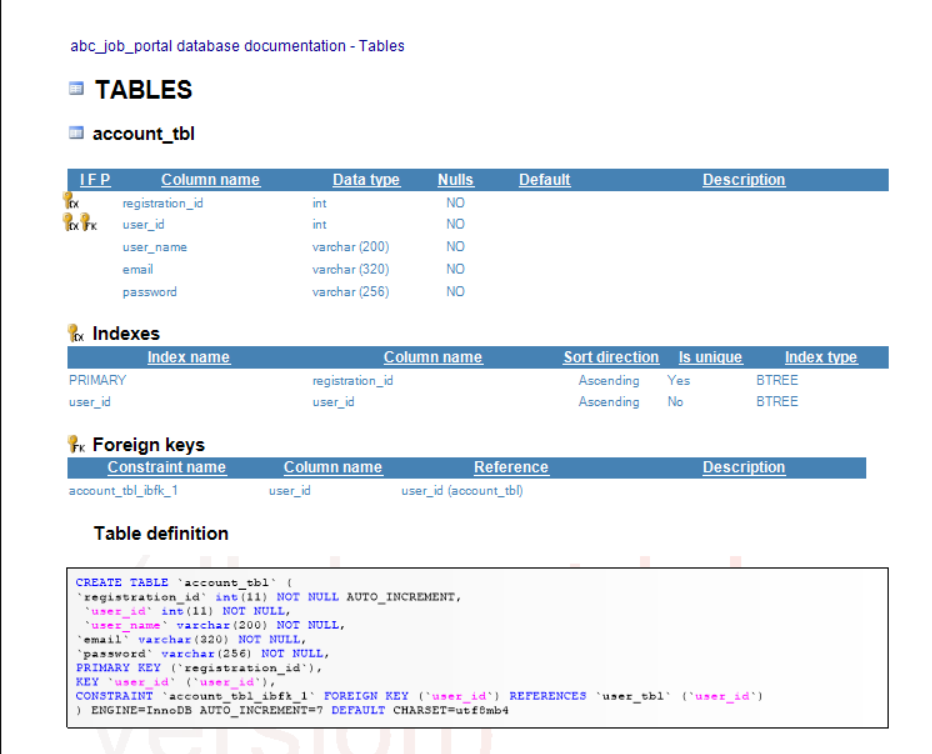 abc_job_portal database documentation - Tables
TABLES
account_tbl
I F P Column name Data type Nulls Default Description
IX registration_id int NO
IX FK user_id int NO
user_name varchar (200) NO
email varchar (320) NO
password varchar (256) NO
IX Indexes
Index name Column name Sort direction Is unique Index type
PRIMARY registration_id Ascending Yes BTREE
user_id user_id Ascending No BTREE
FK Foreign keys
Constraint name Column name Reference Description
account_tbl_ibfk_1 user_id user_id (account_tbl)
Table definition
CREATE TABLE `account_tbl` (
`registration_id` int(11) NOT NULL AUTO_INCREMENT,
`user_id` int(11) NOT NULL,
`user_name` varchar(200) NOT NULL,
`email` varchar(320) NOT NULL,
`password` varchar(256) NOT NULL,
PRIMARY KEY (`registration_id`),
KEY `user_id` (`user_id`),
CONSTRAINT `account_tbl_ibfk_1` FOREIGN KEY (`user_id`) REFERENCES `user_tbl` (`user_id`)
) ENGINE=InnoDB AUTO_INCREMENT=7 DEFAULT CHARSET=utf8mb4